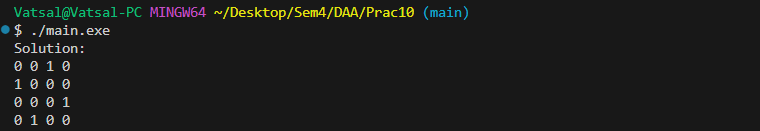 Vatsal@Vatsal-PC MINGW64 ~/Desktop/Sem4/DAA/Prac10 (main)
$ ./main.exe
Solution:
0 0 1 0
1 0 0 0
0 0 0 1
0 1 0 0